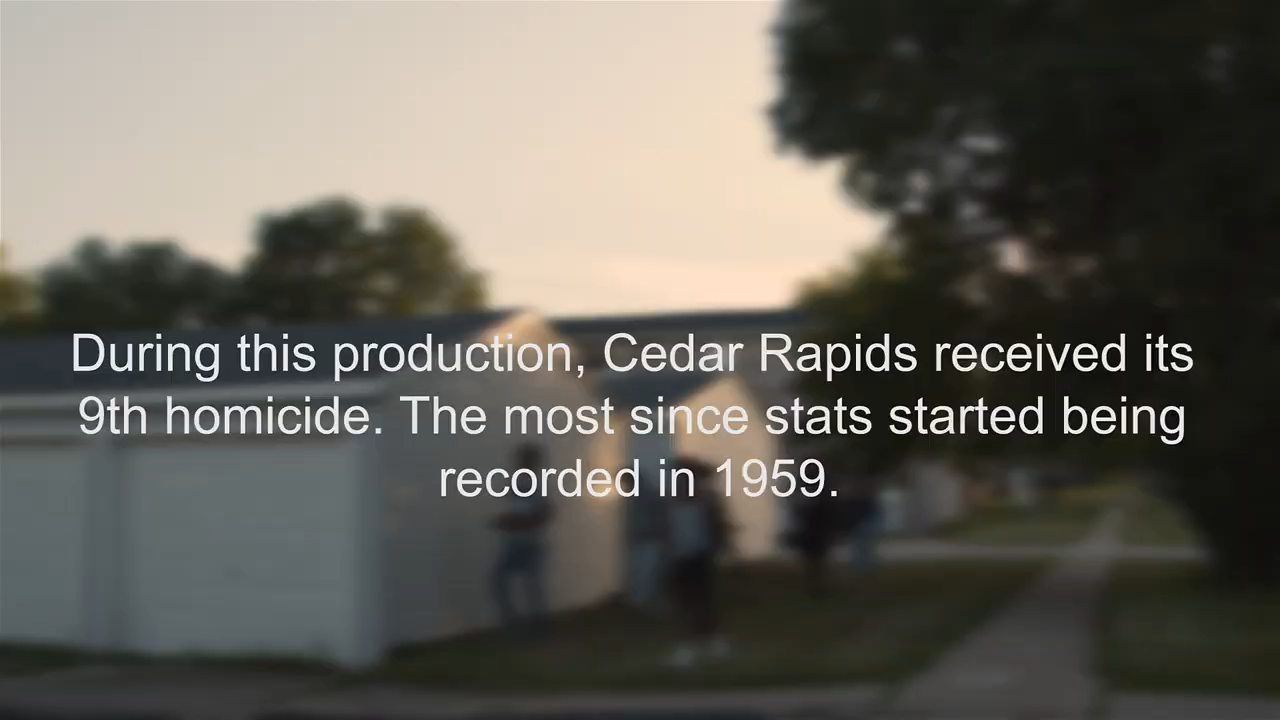 During this production, Cedar Rapids received its
9th homicide. The most since stats started being
recorded in 1959.